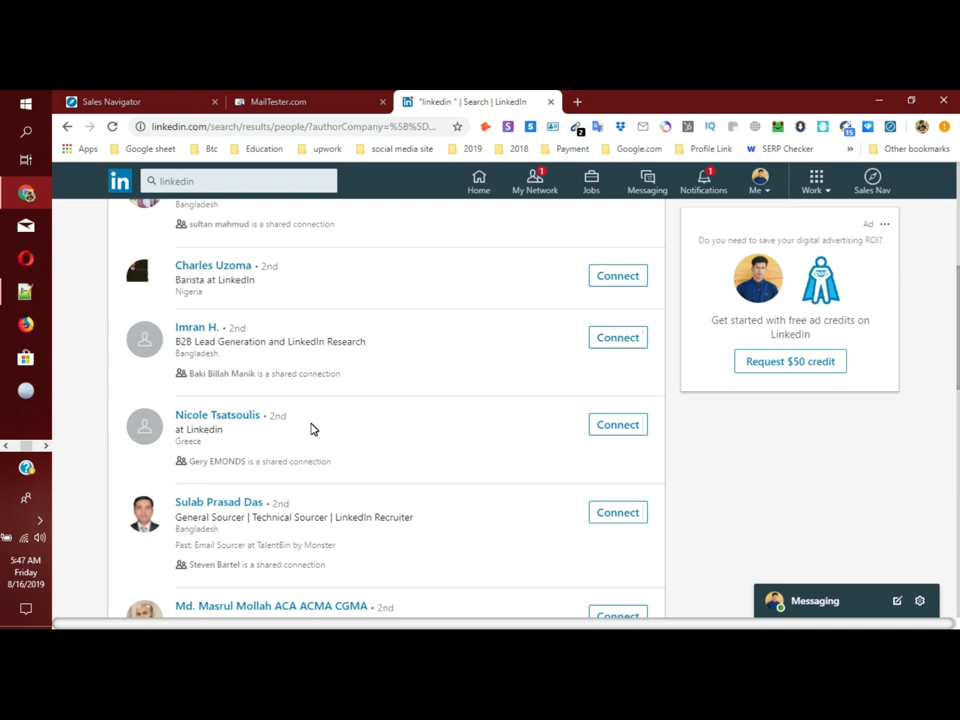 Sales Navigator
MailTester.com
"linkedin " | Search | LinkedIn
linkedin.com/search/results/people/?authorCompany=%5B%5D...
Apps
Google sheet
Btc
Education
upwork
social media site
2019
2018
Payment
Google.com
Profile Link
SERP Checker
Other bookmarks
in
linkedin
Home
My Network
Jobs
Messaging
Notifications
Me
Work
Sales Nav
Bangladesh
sultan mahmud is a shared connection
Charles Uzoma • 2nd
Barista at LinkedIn
Nigeria
Connect
Imran H. • 2nd
B2B Lead Generation and LinkedIn Research
Bangladesh
Baki Billah Manik is a shared connection
Connect
Nicole Tsatsoulis • 2nd
at Linkedin
Greece
Gery EMONDS is a shared connection
Connect
Sulab Prasad Das • 2nd
General Sourcer | Technical Sourcer | LinkedIn Recruiter
Bangladesh
Past: Email Sourcer at TalentBin by Monster
Steven Bartel is a shared connection
Connect
Md. Masrul Mollah ACA ACMA CGMA • 2nd
Connect
Ad
Do you need to save your digital advertising ROI?
Get started with free ad credits on
LinkedIn
Request $50 credit
Messaging
5:47 AM
Friday
8/16/2019